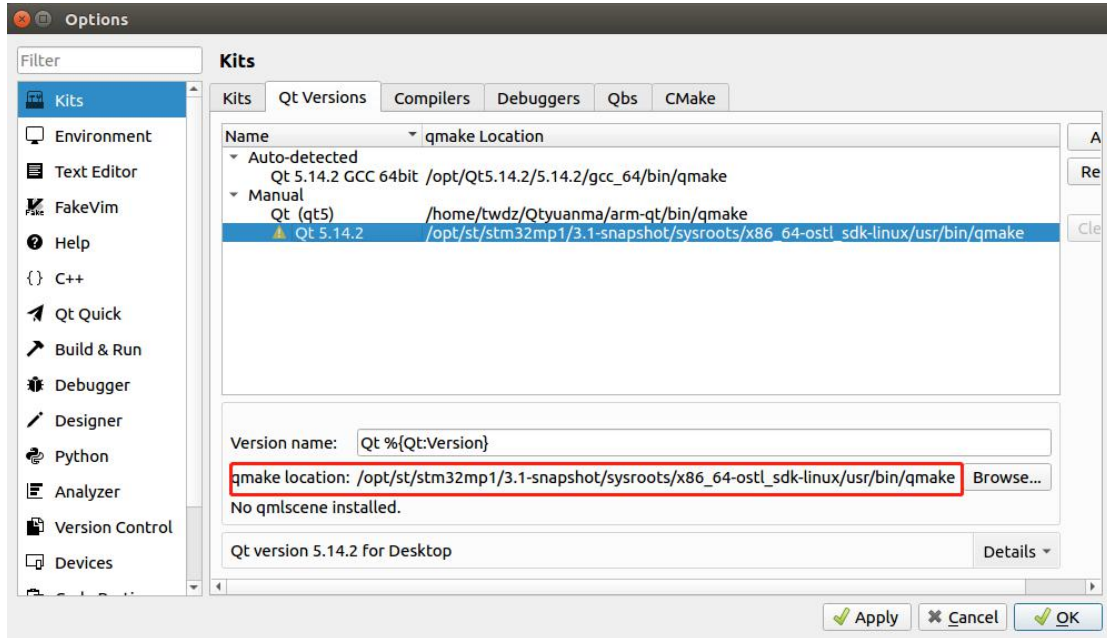 Options
Filter
Kits
Kits
Environment
Text Editor
FakeVim
Help
C++
Qt Quick
Build & Run
Debugger
Designer
Python
Analyzer
Version Control
Devices
Kits
Qt Versions
Compilers
Debuggers
Qbs
CMake
Name
qmake Location
Auto-detected
Qt 5.14.2 GCC 64bit /opt/Qt5.14.2/5.14.2/gcc_64/bin/qmake
Manual
Qt (qt5) /home/twdz/Qtyuanma/arm-qt/bin/qmake
Qt 5.14.2 /opt/st/stm32mp1/3.1-snapshot/sysroots/x86_64-ostl_sdk-linux/usr/bin/qmake
A
Re
Cle
Version name: Qt %{Qt:Version}
qmake location: /opt/st/stm32mp1/3.1-snapshot/sysroots/x86_64-ostl_sdk-linux/usr/bin/qmake Browse...
No qmlscene installed.
Qt version 5.14.2 for Desktop
Details
Apply
Cancel
OK